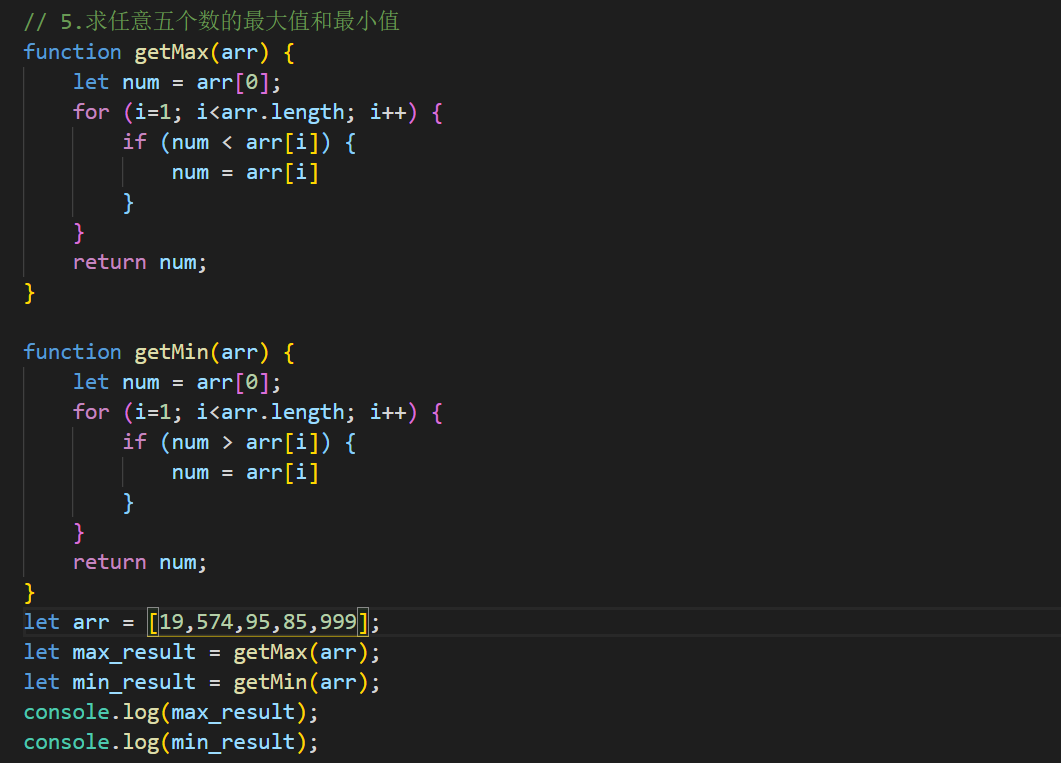 // 5.求任意五个数的最大值和最小值
function getMax(arr) {
    let num = arr[0];
    for (i=1; i<arr.length; i++) {
        if (num < arr[i]) {
            num = arr[i]
        }
    }
    return num;
}

function getMin(arr) {
    let num = arr[0];
    for (i=1; i<arr.length; i++) {
        if (num > arr[i]) {
            num = arr[i]
        }
    }
    return num;
}
let arr = [19,574,95,85,999];
let max_result = getMax(arr);
let min_result = getMin(arr);
console.log(max_result);
console.log(min_result);